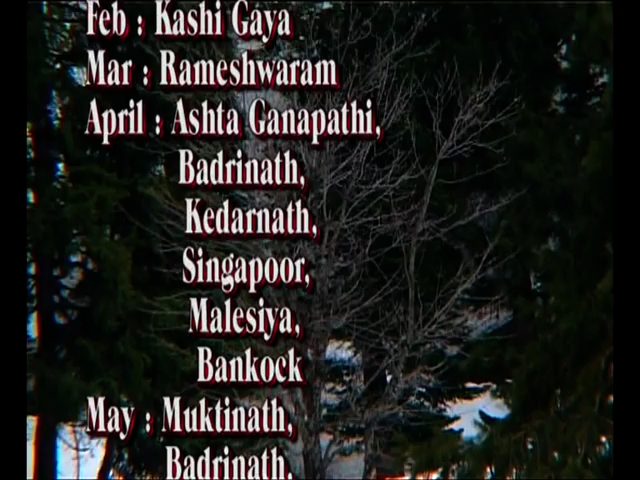 Feb : Kashi Gaya
Mar : Rameshwaram
April : Ashta Ganapathi,
Badrinath,
Kedarnath,
Singapoor,
Malesiya,
Bankock
May : Muktinath,
Badrinath,